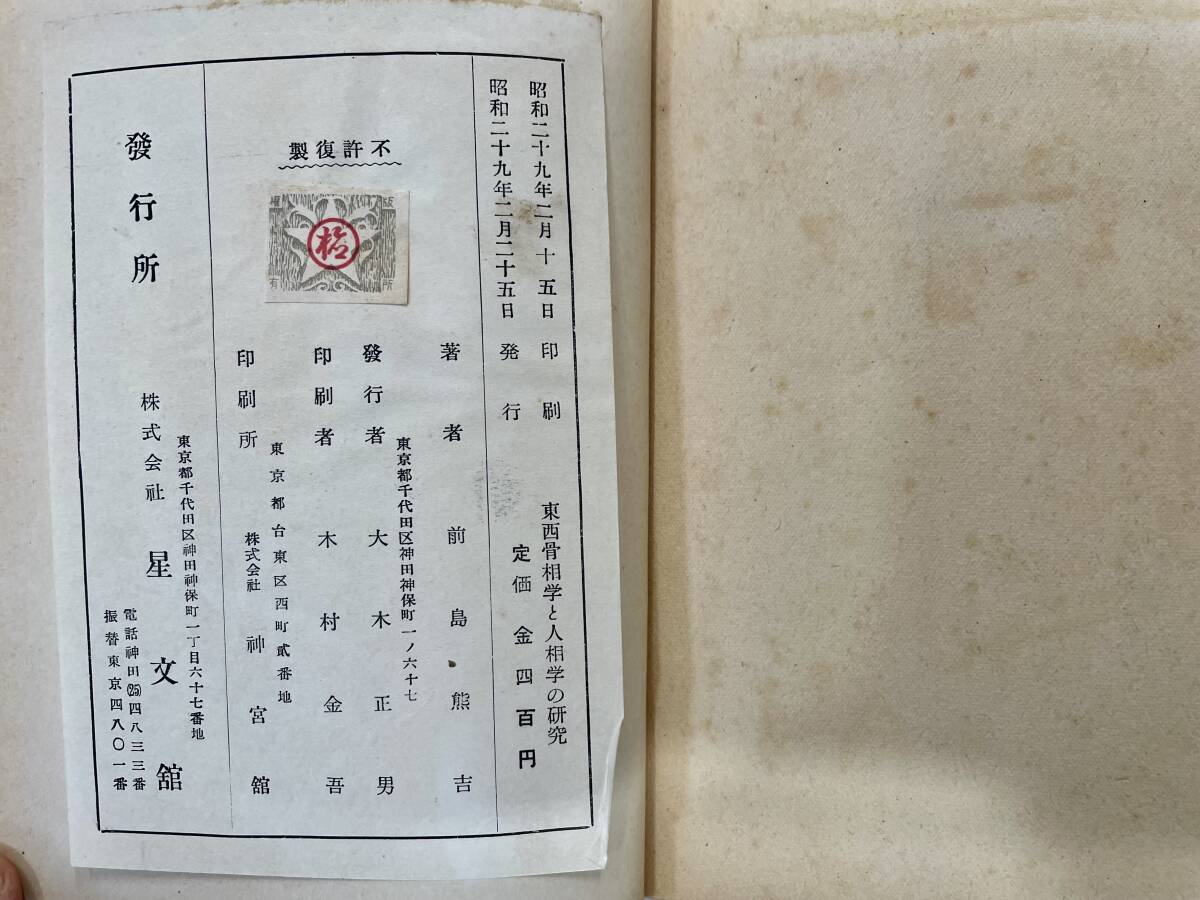 昭和二十九年二月十五日 印刷
昭和二十九年二月二十五日 発行
東西骨相学と人相学の研究
定価金四百円
不許復製
版権所有
著者 前島熊吉
東京都千代田区神田神保町一ノ六十七
発行者 大木正男
印刷者 木村金吾
東京都台東区西町貳番地
印刷所 株式会社 神宮舘
東京都千代田区神田神保町一丁目六十七番地
發行所 株式会社 星文舘
電話神田(25)四八三三番
振替東京四八〇一番